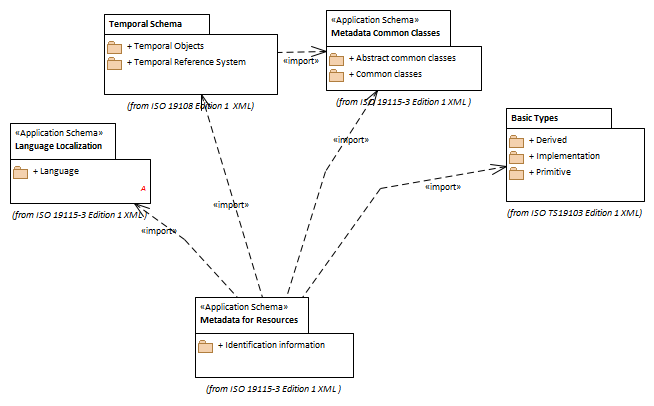 Temporal Schema
+ Temporal Objects
+ Temporal Reference System
(from ISO 19108 Edition 1 XML)
«import»
«Application Schema»
Metadata Common Classes
+ Abstract common classes
+ Common classes
(from ISO 19115-3 Edition 1 XML )
«import»
Basic Types
+ Derived
+ Implementation
+ Primitive
(from ISO TS19103 Edition 1 XML)
«Application Schema»
Language Localization
+ Language
A
(from ISO 19115-3 Edition 1 XML)
«import»
«import»
«import»
«Application Schema»
Metadata for Resources
+ Identification information
(from ISO 19115-3 Edition 1 XML )